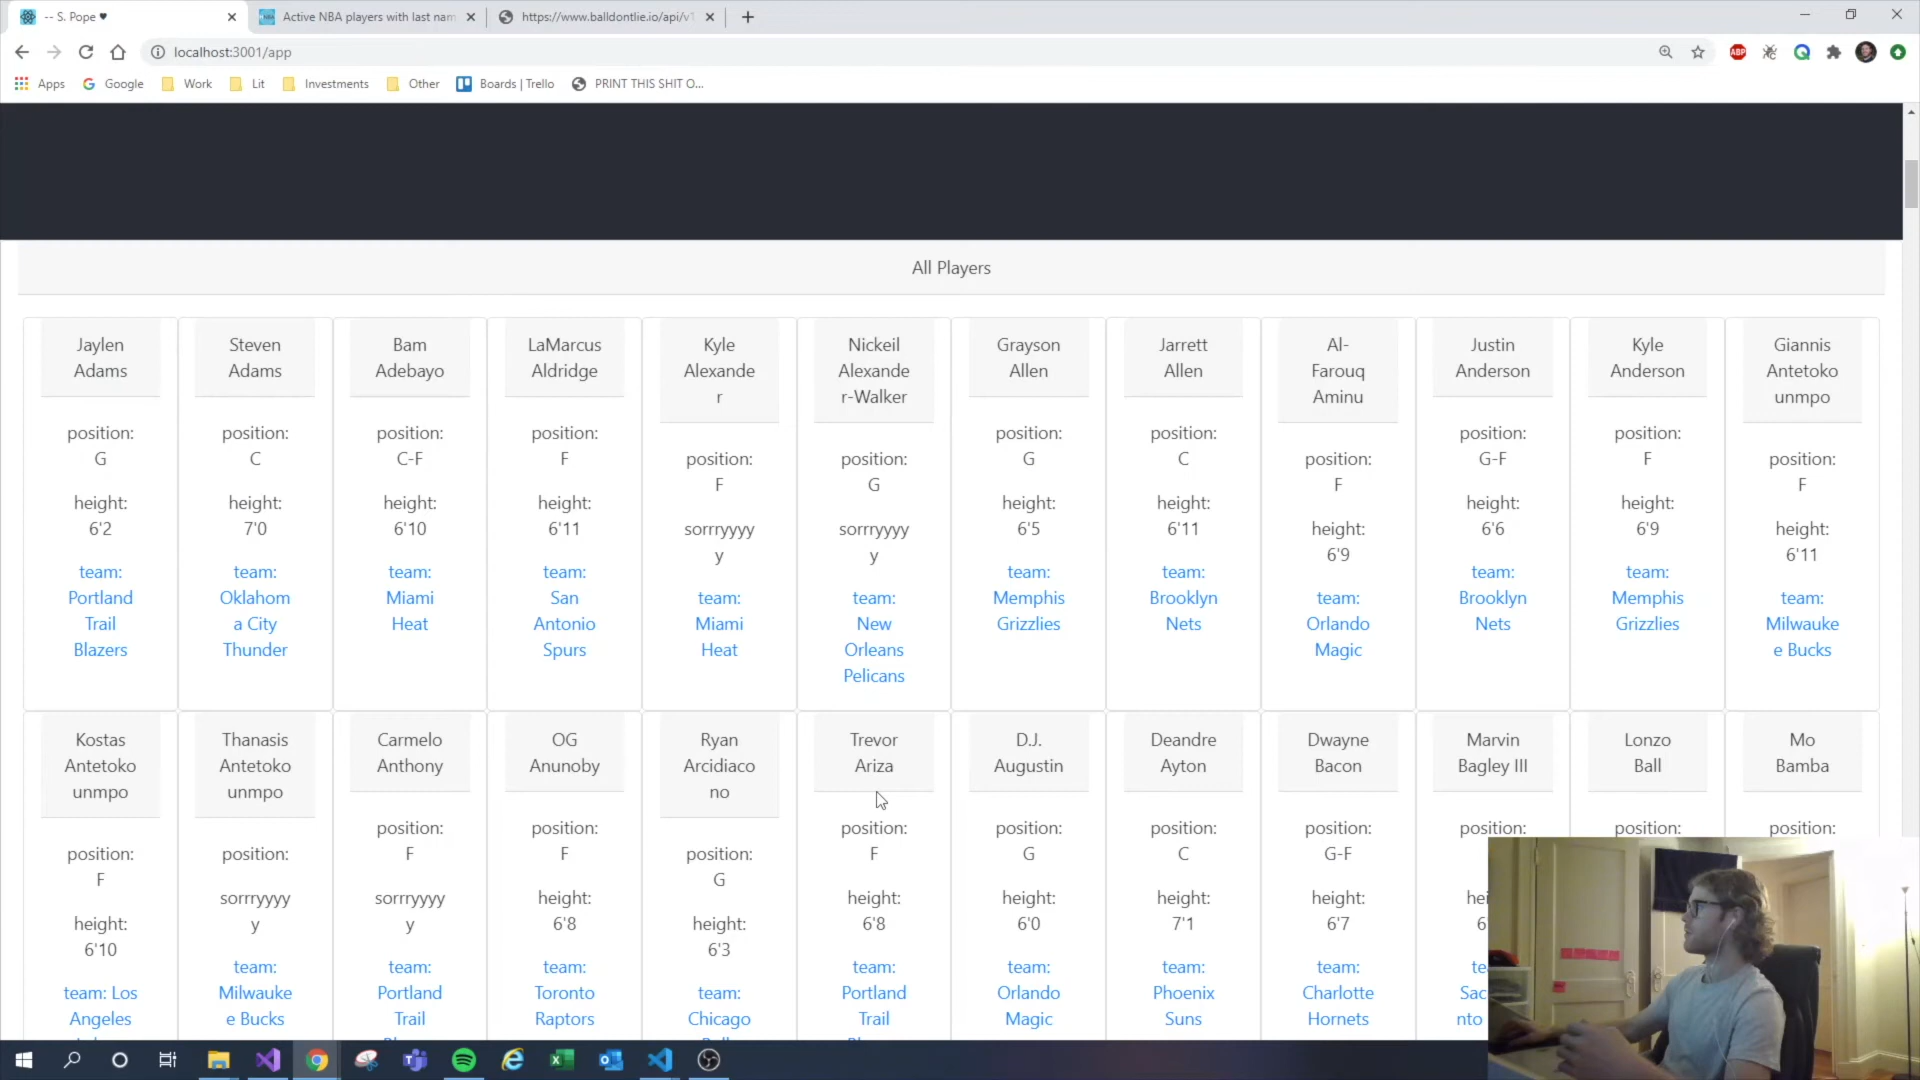 -- S. Pope ♥
Active NBA players with last nam
https://www.balldontlie.io/api/v1
localhost:3001/app
ABP
Apps
Google
Work
Lit
Investments
Other
Boards | Trello
PRINT THIS SHIT O...
All Players
Jaylen
Adams
position:
G
height:
6'2
team:
Portland
Trail
Blazers
Steven
Adams
position:
C
height:
7'0
team:
Oklahom
a City
Thunder
Bam
Adebayo
position:
C-F
height:
6'10
team:
Miami
Heat
LaMarcus
Aldridge
position:
F
height:
6'11
team:
San
Antonio
Spurs
Kyle
Alexande
r
position:
F
sorrryyyy
y
team:
Miami
Heat
Nickeil
Alexande
r-Walker
position:
G
sorrryyyy
y
team:
New
Orleans
Pelicans
Grayson
Allen
position:
G
height:
6'5
team:
Memphis
Grizzlies
Jarrett
Allen
position:
C
height:
6'11
team:
Brooklyn
Nets
Al-
Farouq
Aminu
position:
F
height:
6'9
team:
Orlando
Magic
Justin
Anderson
position:
G-F
height:
6'6
team:
Brooklyn
Nets
Kyle
Anderson
position:
F
height:
6'9
team:
Memphis
Grizzlies
Giannis
Antetoko
unmpo
position:
F
height:
6'11
team:
Milwauke
e Bucks
Kostas
Antetoko
unmpo
position:
F
height:
6'10
team: Los
Angeles
Thanasis
Antetoko
unmpo
position:
sorrryyyy
y
team:
Milwauke
e Bucks
Carmelo
Anthony
position:
F
sorrryyyy
y
team:
Portland
Trail
OG
Anunoby
position:
F
height:
6'8
team:
Toronto
Raptors
Ryan
Arcidiaco
no
position:
G
height:
6'3
team:
Chicago
Trevor
Ariza
position:
F
height:
6'8
team:
Portland
Trail
D.J.
Augustin
position:
G
height:
6'0
team:
Orlando
Magic
Deandre
Ayton
position:
C
height:
7'1
team:
Phoenix
Suns
Dwayne
Bacon
position:
G-F
height:
6'7
team:
Charlotte
Hornets
Marvin
Bagley III
position:
hei
6'
te
Sac
nto
Lonzo
Ball
position:
Mo
Bamba
position: